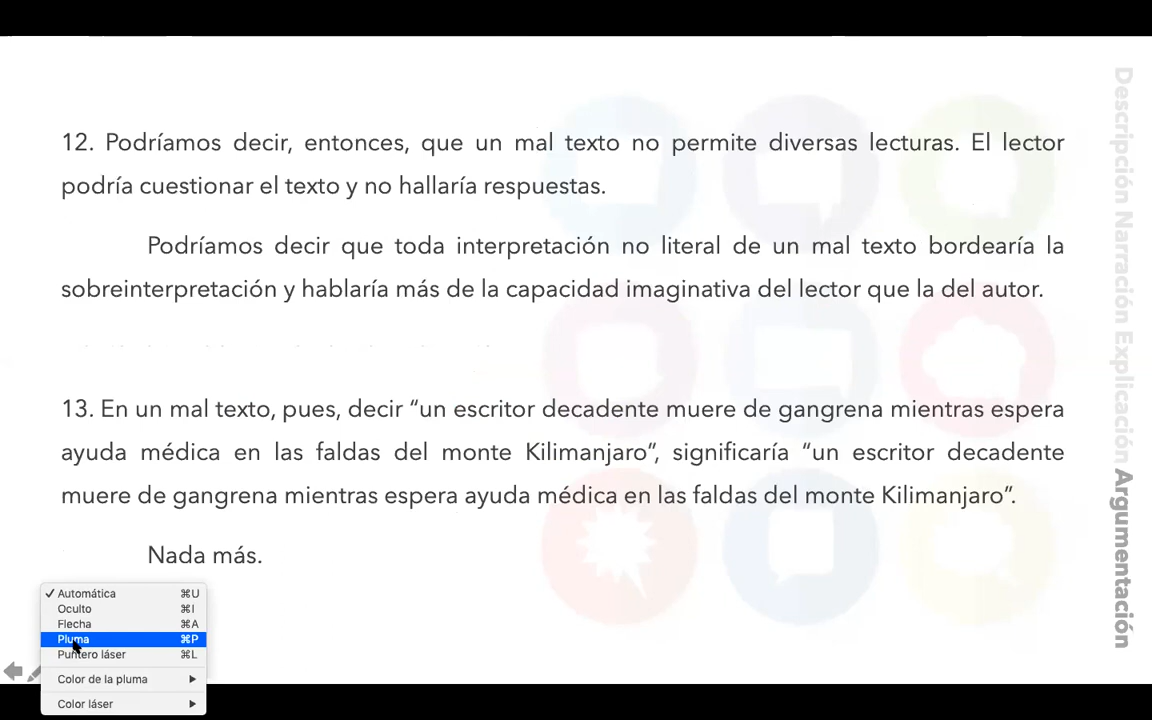 12. Podríamos decir, entonces, que un mal texto no permite diversas lecturas. El lector
podría cuestionar el texto y no hallaría respuestas.
Podríamos decir que toda interpretación no literal de un mal texto bordearía la
sobreinterpretación y hablaría más de la capacidad imaginativa del lector que la del autor.
13. En un mal texto, pues, decir “un escritor decadente muere de gangrena mientras espera
ayuda médica en las faldas del monte Kilimanjaro”, significaría “un escritor decadente
muere de gangrena mientras espera ayuda médica en las faldas del monte Kilimanjaro”.
Nada más.
✓ Automática ⌘U
Oculto ⌘I
Flecha ⌘A
Pluma ⌘P
Puntero láser ⌘L
Color de la pluma
Color láser
Descripción Narración Explicación Argumentación